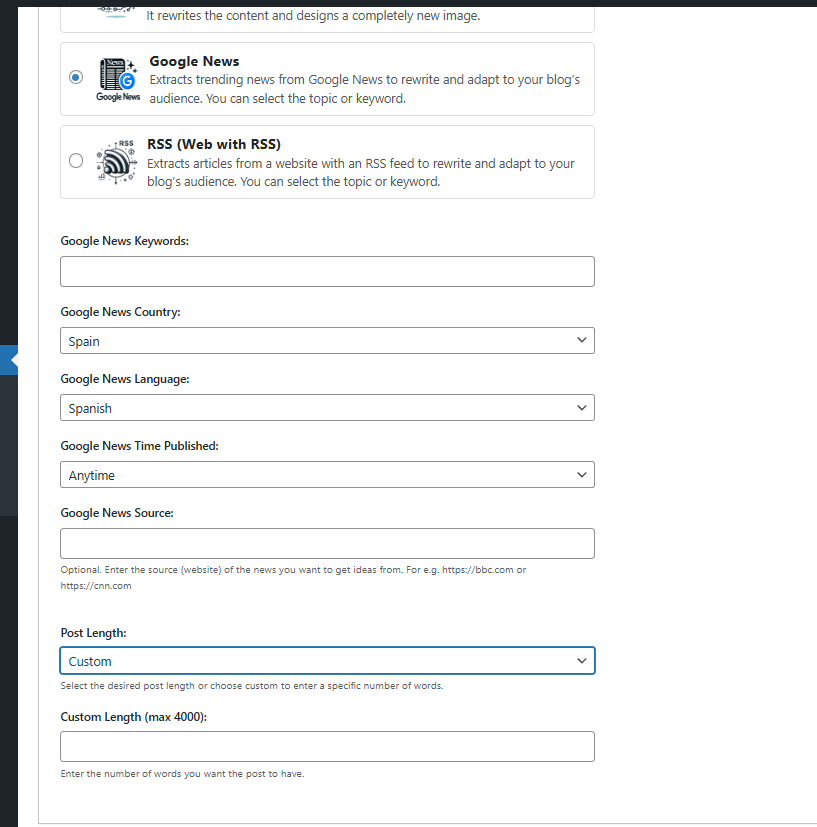 It rewrites the content and designs a completely new image.
Google News
Extracts trending news from Google News to rewrite and adapt to your blog's
audience. You can select the topic or keyword.
News
G
Google News
RSS (Web with RSS)
Extracts articles from a website with an RSS feed to rewrite and adapt to your
blog's audience. You can select the topic or keyword.
RSS
Google News Keywords:
Google News Country:
Spain
Google News Language:
Spanish
Google News Time Published:
Anytime
Google News Source:
Optional. Enter the source (website) of the news you want to get ideas from. For e.g. https://bbc.com or
https://cnn.com
Post Length:
Custom
Select the desired post length or choose custom to enter a specific number of words.
Custom Length (max 4000):
Enter the number of words you want the post to have.